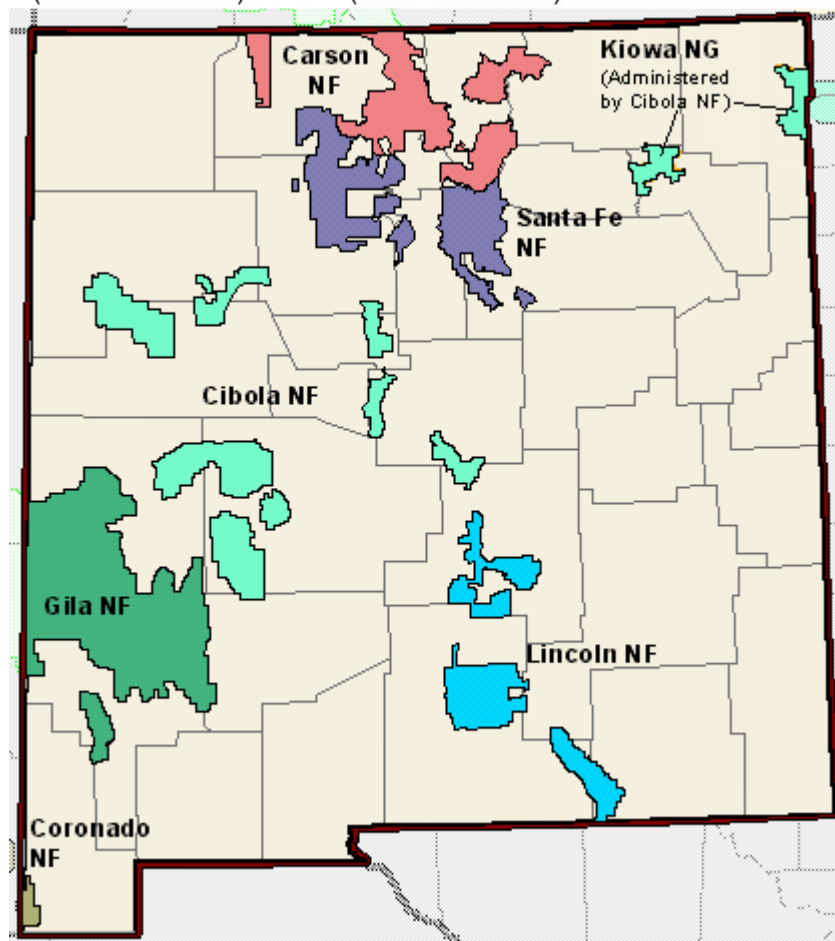 Carson
NF
Kiowa NG
(Administered
by Cibola NF)
Santa Fe
NF
Cibola NF
Gila NF
Lincoln NF
Coronado
NF